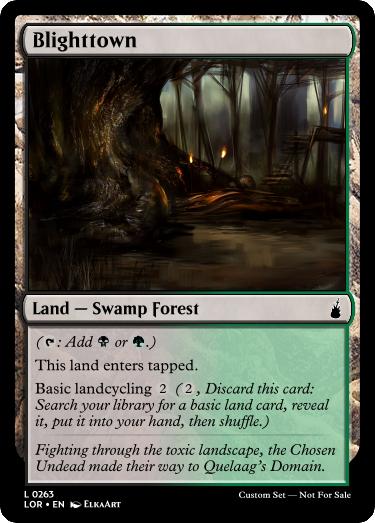 Blighttown
Land — Swamp Forest
(: Add or .)
This land enters tapped.
Basic landcycling 2 (2, Discard this card:
Search your library for a basic land card, reveal
it, put it into your hand, then shuffle.)
Fighting through the toxic landscape, the Chosen
Undead made their way to Quelaag's Domain.
L 0263
LOR • EN ElkaArt
Custom Set — Not For Sale